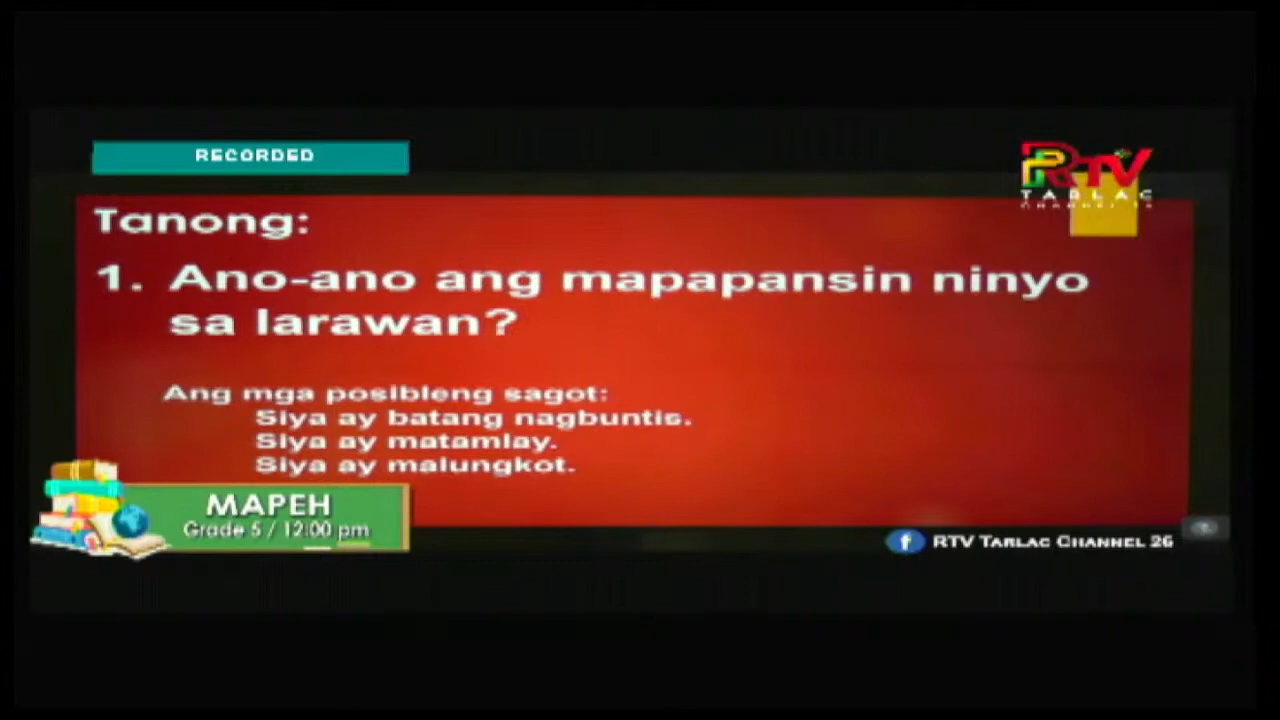 RECORDED
RTV
TARLAC
Tanong:
1. Ano-ano ang mapapansin ninyo
sa larawan?
Ang mga posibleng sagot:
Siya ay batang nagbuntis.
Siya ay matamlay.
Siya ay malungkot.
MAPEH
Grade 5 / 12:00 pm
f RTV TARLAC CHANNEL 26